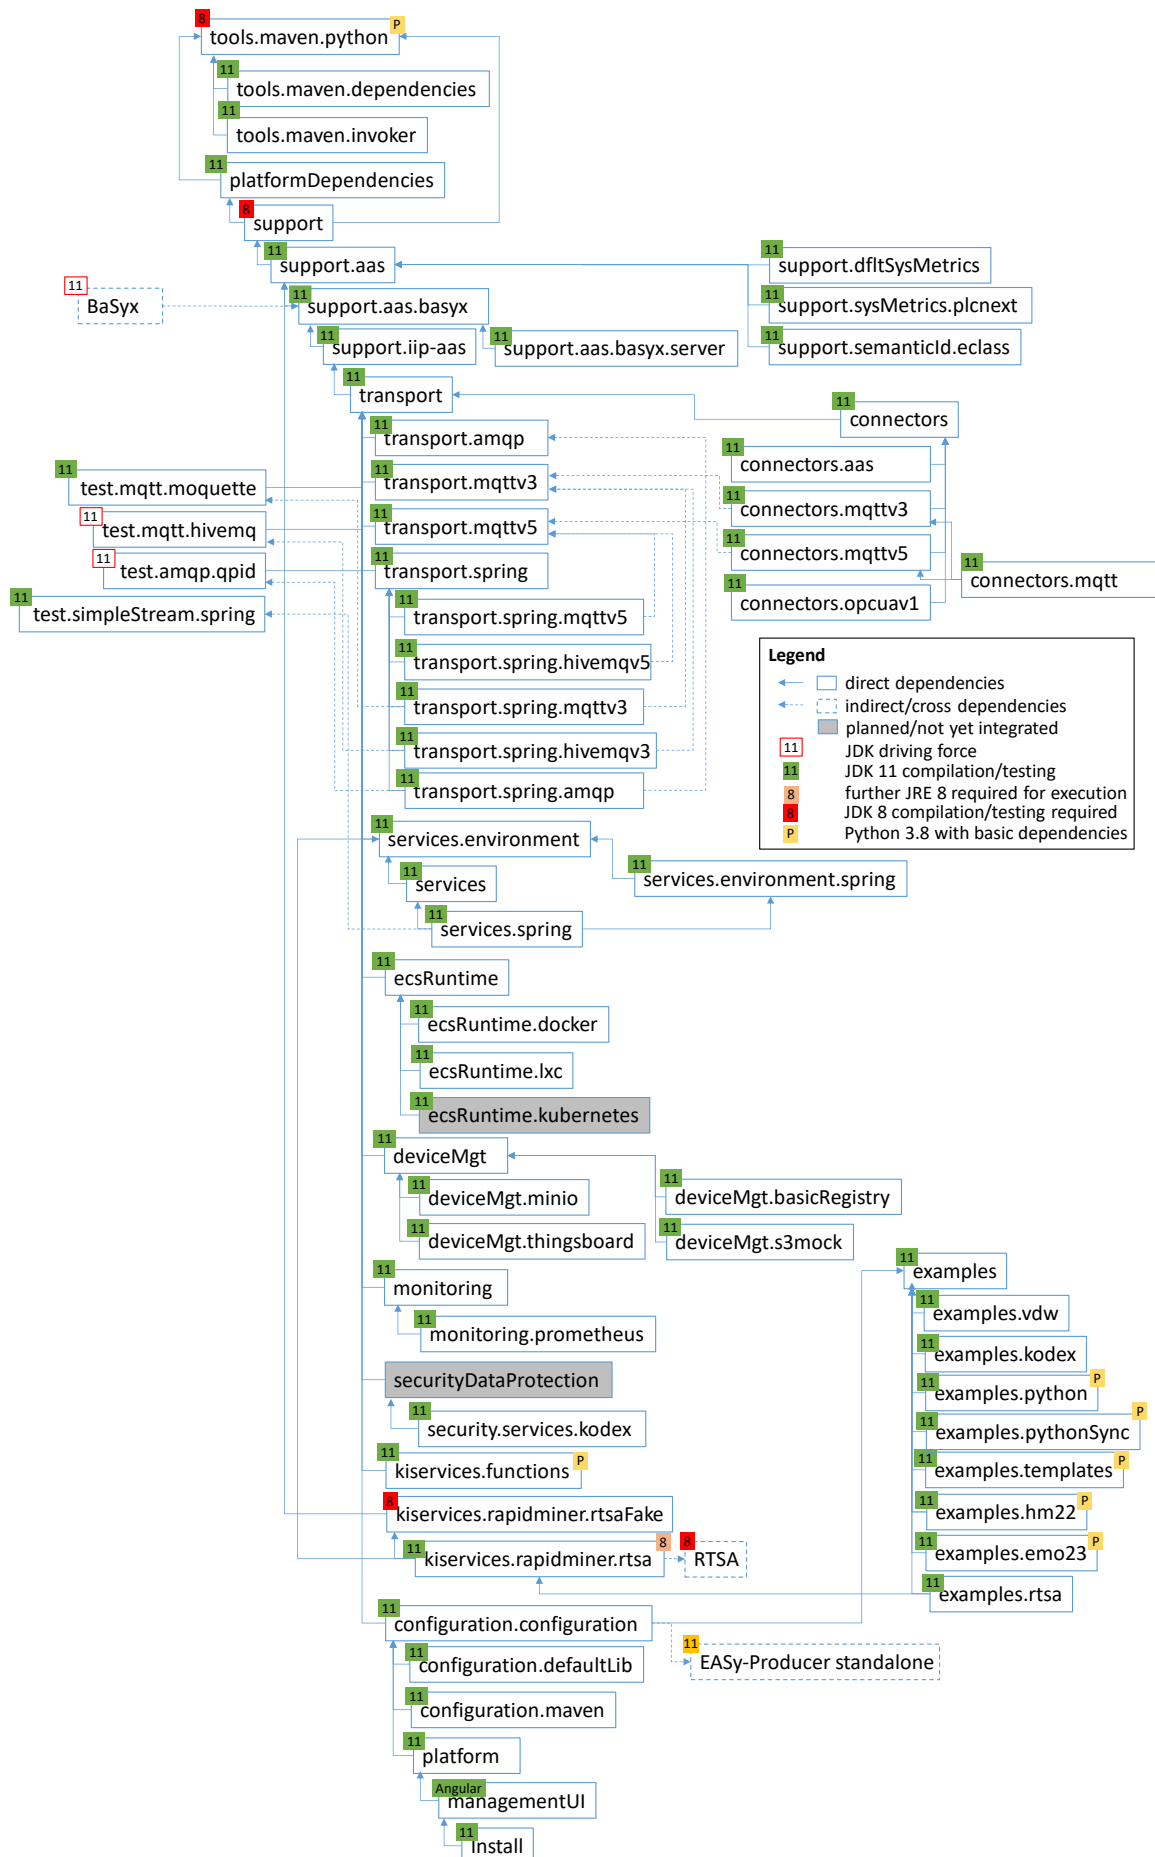 8
tools.maven.python
P
11
tools.maven.dependencies
11
tools.maven.invoker
11
platformDependencies
8
support
11
support.aas
11
support.dfltSysMetrics
11
BaSyx
11
support.aas.basyx
11
support.sysMetrics.plcnext
11
support.iip-aas
11
support.aas.basyx.server
11
support.semanticId.eclass
11
transport
11
connectors
11
transport.amqp
11
connectors.aas
11
test.mqtt.moquette
11
transport.mqttv3
11
connectors.mqttv3
11
test.mqtt.hivemq
11
transport.mqttv5
11
connectors.mqttv5
11
test.amqp.qpid
11
transport.spring
11
connectors.mqtt
11
test.simpleStream.spring
11
transport.spring.mqttv5
11
connectors.opcuav1
11
transport.spring.hivemqv5
11
transport.spring.mqttv3
11
transport.spring.hivemqv3
11
transport.spring.amqp
Legend
direct dependencies
indirect/cross dependencies
planned/not yet integrated
11 JDK driving force
11 JDK 11 compilation/testing
8 further JRE 8 required for execution
8 JDK 8 compilation/testing required
P Python 3.8 with basic dependencies
11
services.environment
11
services
11
services.environment.spring
11
services.spring
11
ecsRuntime
11
ecsRuntime.docker
11
ecsRuntime.lxc
11
ecsRuntime.kubernetes
11
deviceMgt
11
deviceMgt.minio
11
deviceMgt.basicRegistry
11
deviceMgt.thingsboard
11
deviceMgt.s3mock
11
monitoring
11
monitoring.prometheus
securityDataProtection
11
security.services.kodex
11
kiservices.functions
P
8
kiservices.rapidminer.rtsaFake
11
kiservices.rapidminer.rtsa
8
8
RTSA
11
examples
11
examples.vdw
11
examples.kodex
11
examples.python
P
11
examples.pythonSync
P
11
examples.templates
P
11
examples.hm22
P
11
examples.emo23
P
11
examples.rtsa
11
configuration.configuration
11
EASy-Producer standalone
11
configuration.defaultLib
11
configuration.maven
11
platform
Angular
managementUI
11
Install